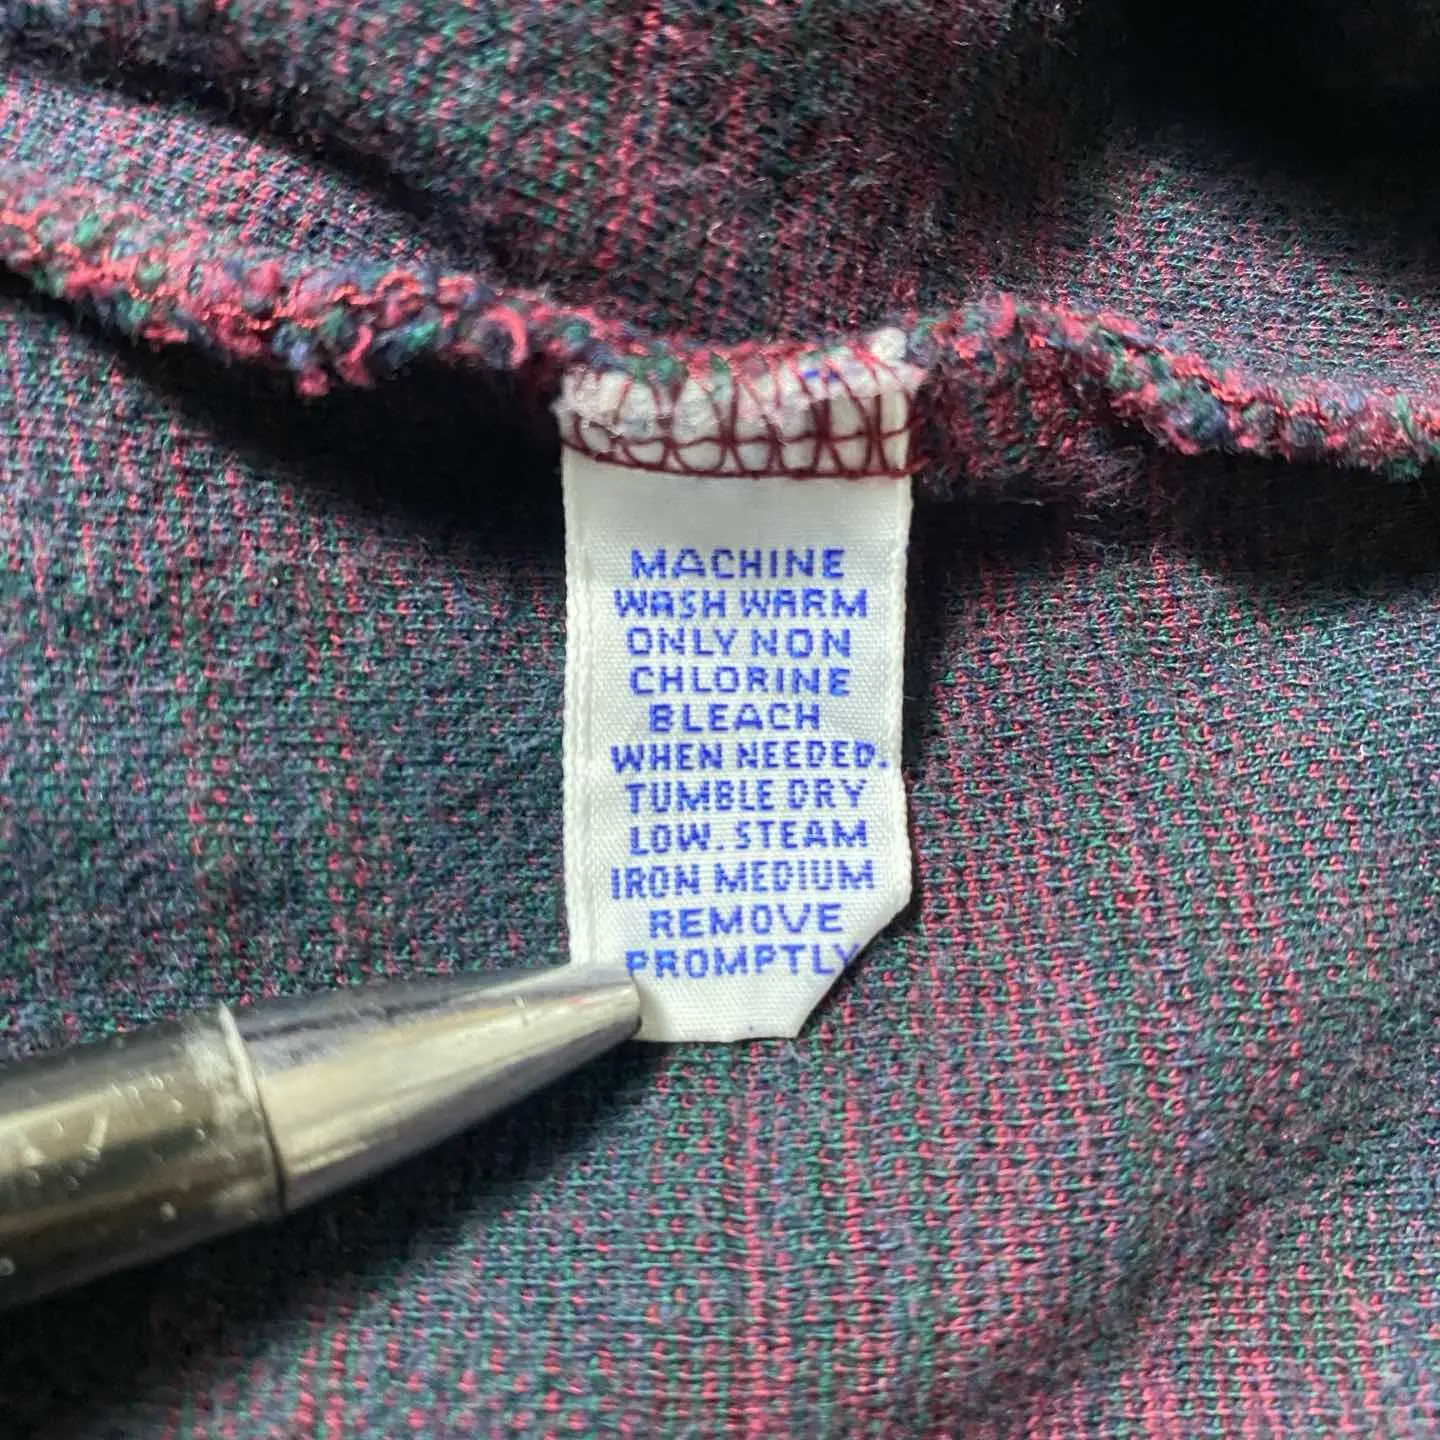 MACHINE
WASH WARM
ONLY NON
CHLORINE
BLEACH
WHEN NEEDED.
TUMBLE DRY
LOW. STEAM
IRON MEDIUM
REMOVE
PROMPTLY